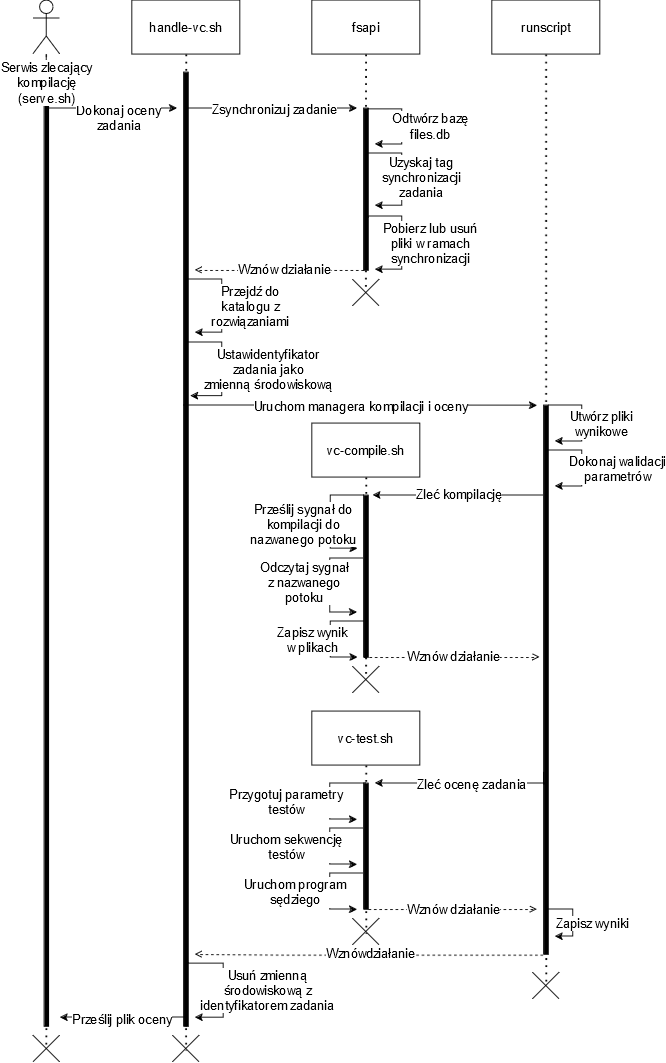 handle-vc.sh
fsapi
runscript
Serwis zlecający
kompilację
(serve.sh)
Dokonaj oceny
zadania
Zsynchronizuj zadanie
Odtwórz bazę
files.db
Uzyskaj tag
synchronizacji
zadania
Pobierz lub usuń
pliki w ramach
synchronizacji
Wznów działanie
Przejdź do
katalogu z
rozwiązaniami
Ustawidentyfikator
zadania jako
zmienną środowiskową
Uruchom managera kompilacji i oceny
Utwórz pliki
wynikowe
Dokonaj walidacji
parametrów
vc-compile.sh
Zleć kompilację
Prześlij sygnał do
kompilacji do
nazwanego potoku
Odczytaj sygnał
z nazwanego
potoku
Zapisz wynik
w plikach
Wznów działanie
vc-test.sh
Zleć ocenę zadania
Przygotuj parametry
testów
Uruchom sekwencję
testów
Uruchom program
sędziego
Wznów działanie
Zapisz wyniki
Wznówdziałanie
Usuń zmienną
środowiskową z
identyfikatorem zadania
Prześlij plik oceny